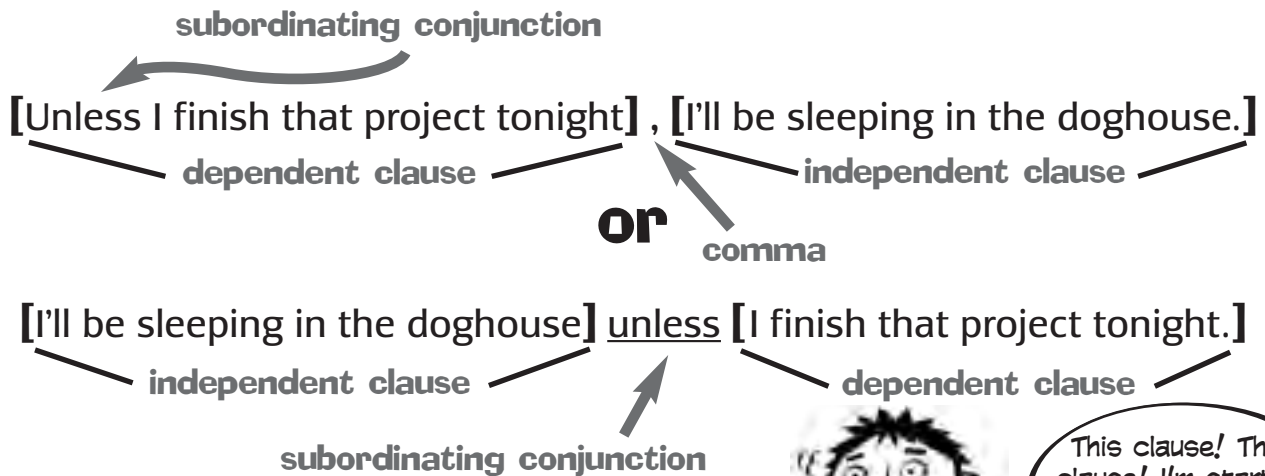 subordinating conjunction
[Unless I finish that project tonight] , [I'll be sleeping in the doghouse.]
dependent clause independent clause
or
comma
[I'll be sleeping in the doghouse] unless [I finish that project tonight.]
independent clause dependent clause
subordinating conjunction
This clause!
clause! I'm